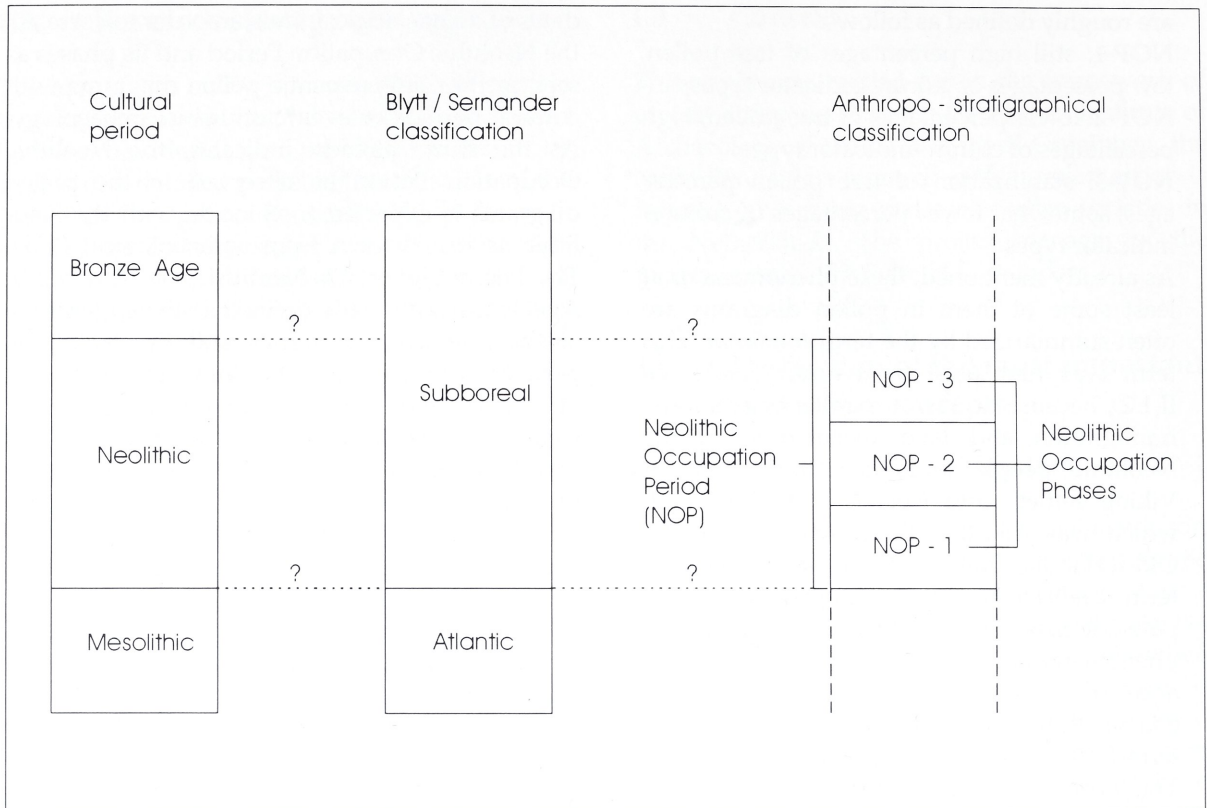 Cultural
period
Blytt / Sernander
classification
Anthropo - stratigraphical
classification
Bronze Age
?
?
NOP - 3
Subboreal
Neolithic
Occupation
Period
(NOP)
Neolithic
Occupation
Phases
Neolithic
NOP - 2
NOP - 1
?
?
Mesolithic
Atlantic